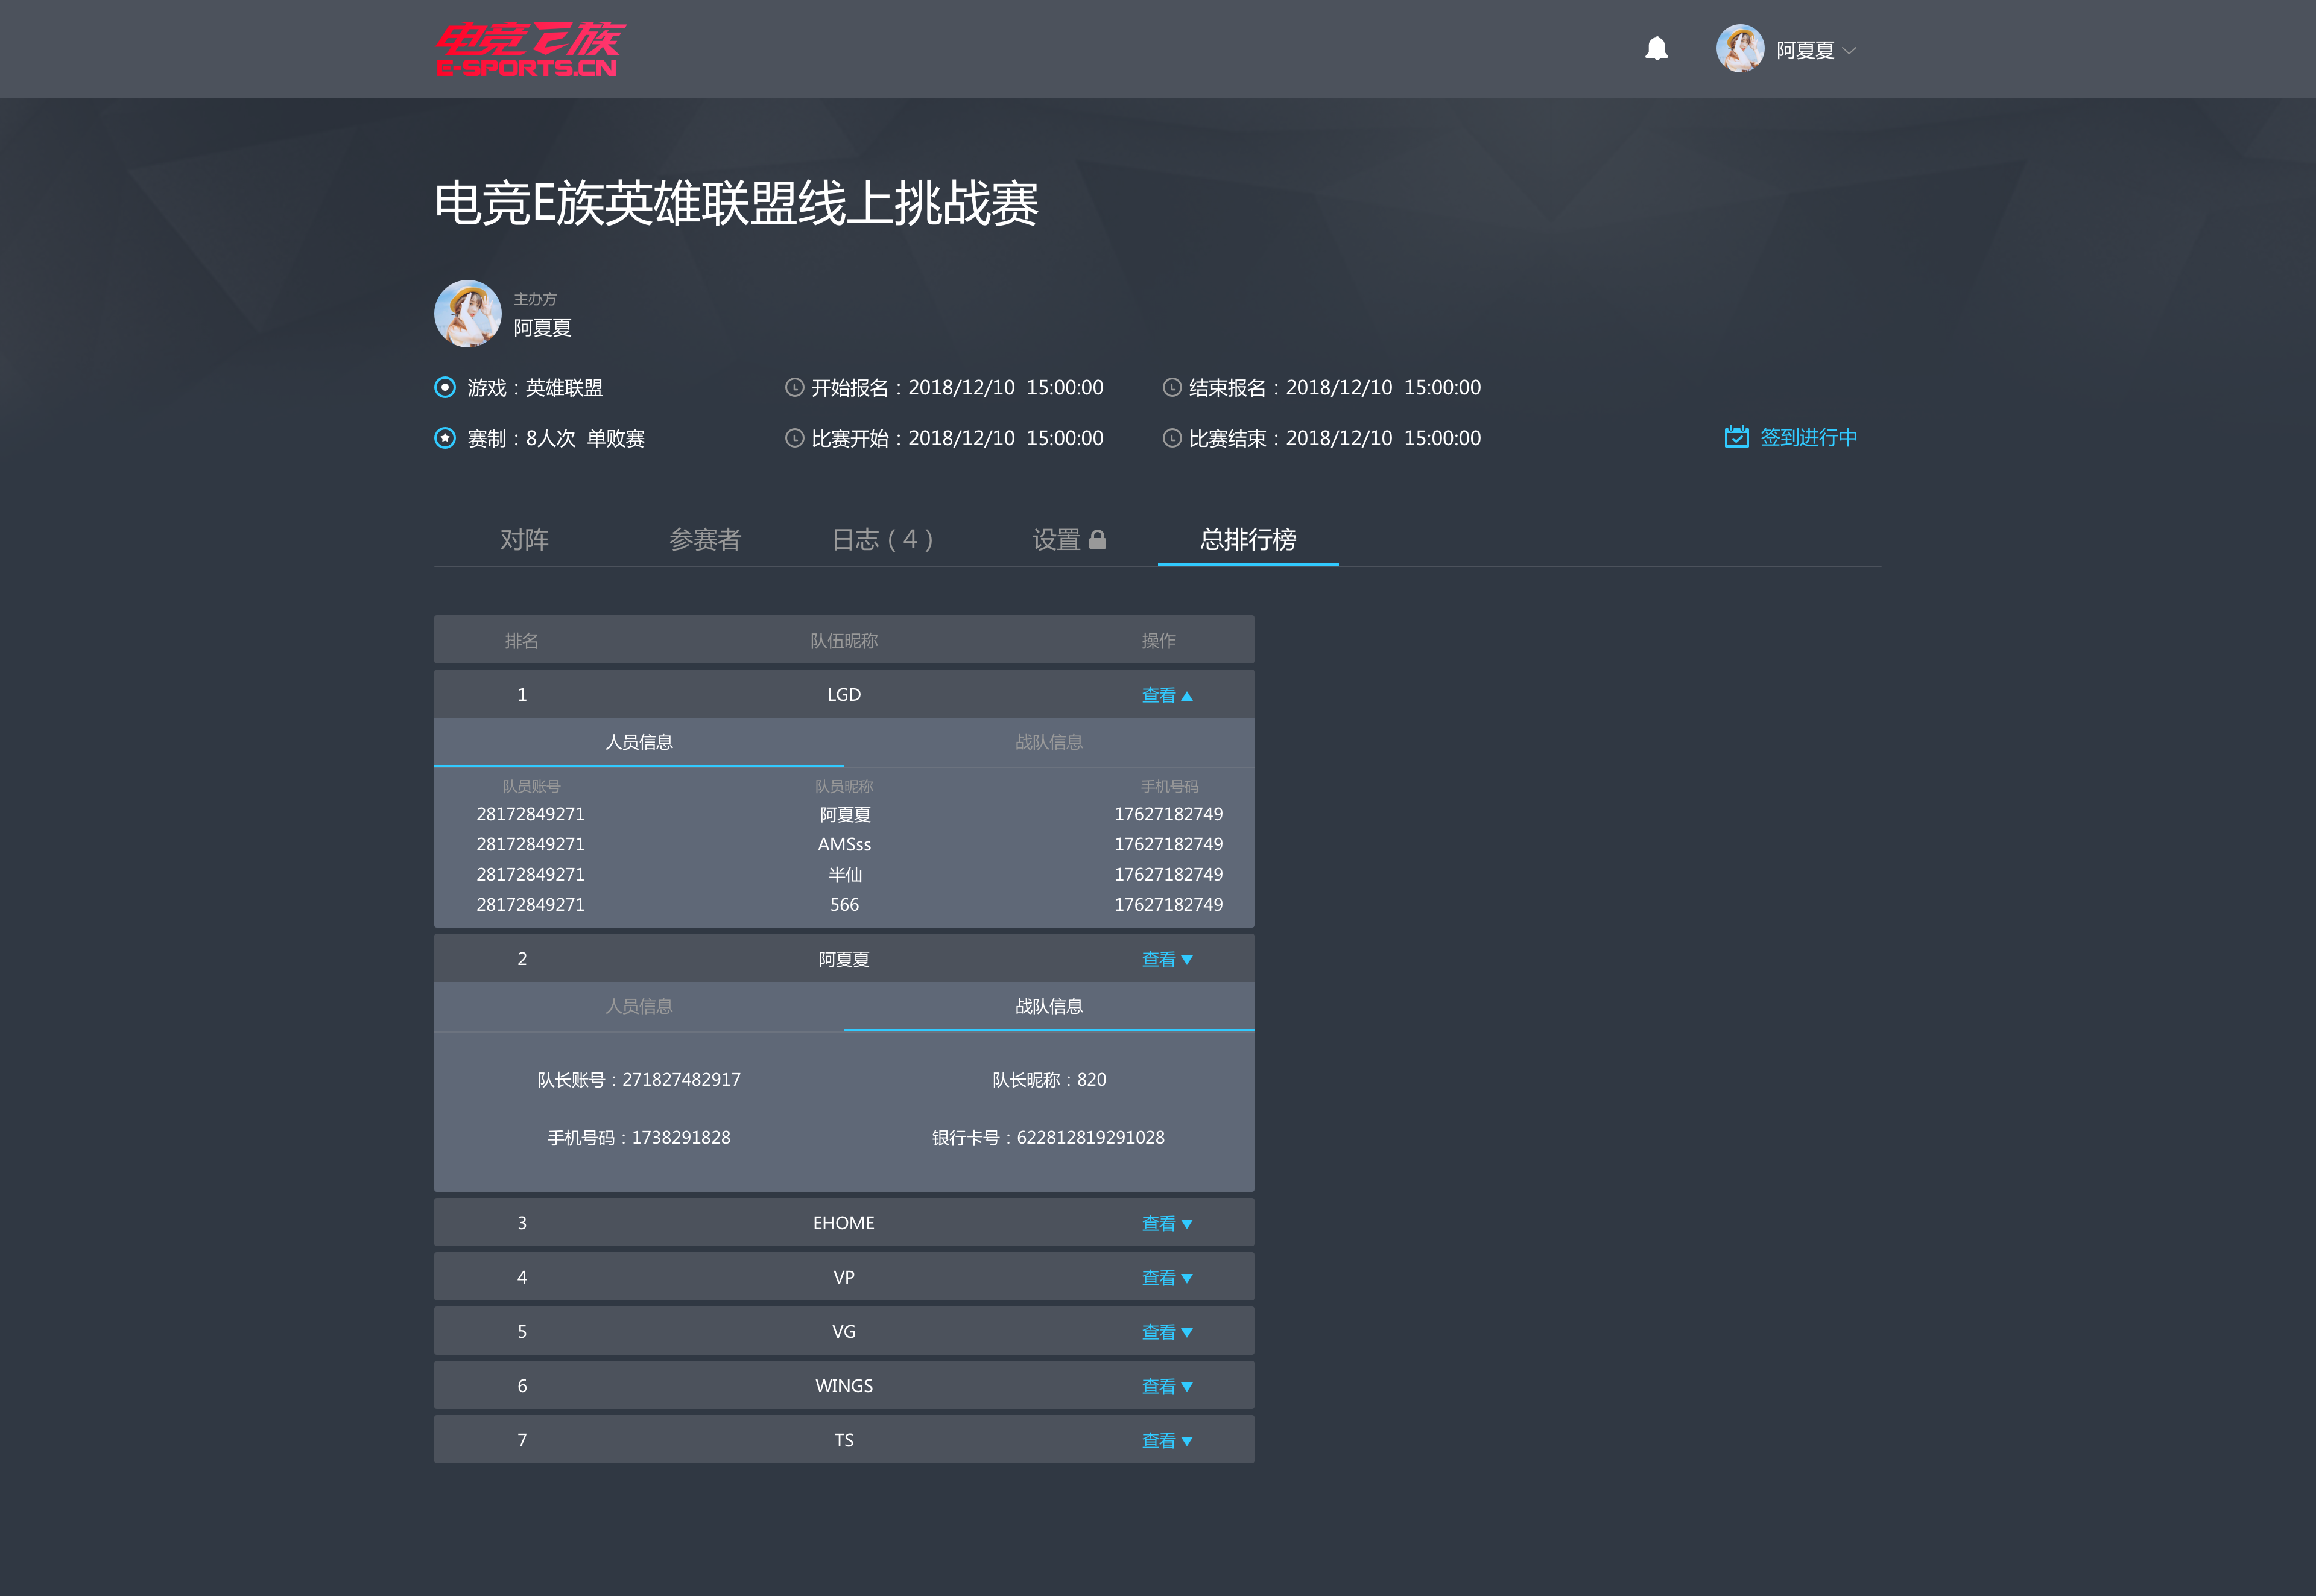 电竞E族
E-SPORTS.CN
阿夏夏
电竞E族英雄联盟线上挑战赛
主办方
阿夏夏
游戏：英雄联盟 开始报名：2018/12/10 15:00:00 结束报名：2018/12/10 15:00:00
赛制：8人次 单败赛 比赛开始：2018/12/10 15:00:00 比赛结束：2018/12/10 15:00:00 签到进行中
对阵 参赛者 日志（4） 设置 总排行榜
排名 队伍昵称 操作
1 LGD 查看
人员信息 战队信息
队员账号 队员昵称 手机号码
28172849271 阿夏夏 17627182749
28172849271 AMSss 17627182749
28172849271 半仙 17627182749
28172849271 566 17627182749
2 阿夏夏 查看
人员信息 战队信息
队长账号：271827482917 队长昵称：820
手机号码：1738291828 银行卡号：622812819291028
3 EHOME 查看
4 VP 查看
5 VG 查看
6 WINGS 查看
7 TS 查看